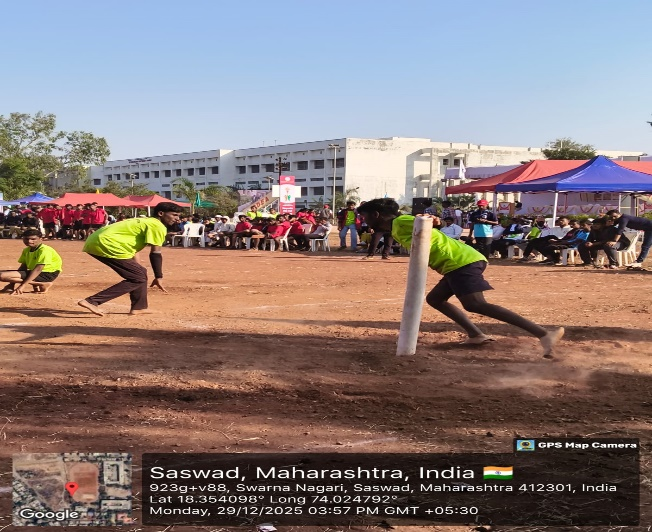 GPS Map Camera
Saswad, Maharashtra, India 🇮🇳
923g+v88, Swarna Nagari, Saswad, Maharashtra 412301, India
Lat 18.354098° Long 74.024792°
Monday, 29/12/2025 03:57 PM GMT +05:30
Google